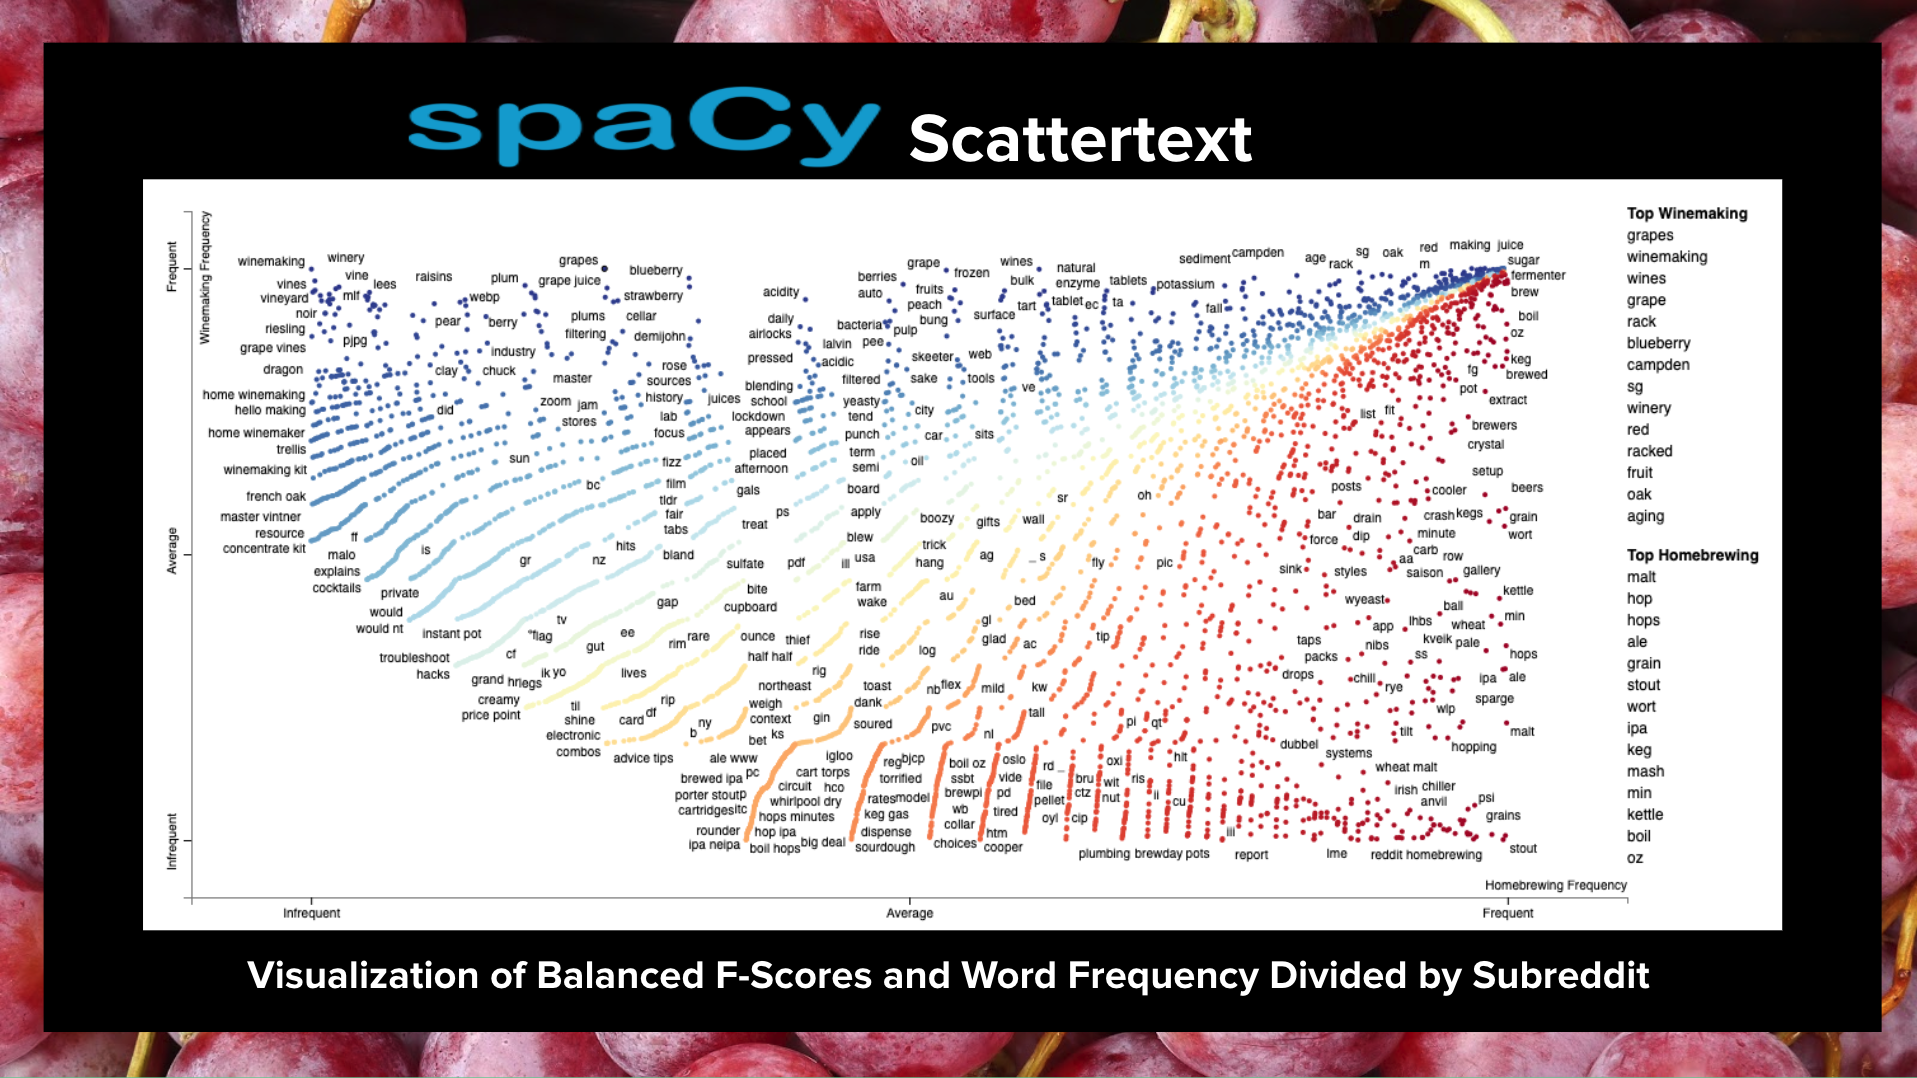 spaCy Scattertext
Frequent
Winemaking Frequency
Average
Infrequent
winemaking winery grapes blueberry grape frozen wines natural sediment campden age rack sg oak red m making juice sugar
vines vine lees raisins plum grape juice berries bulk enzyme tablets potassium fermenter
vineyard mlf webp strawberry acidity auto fruits tart tablet ec ta fall brew
noir pear berry plums cellar daily peach bung surface boil
riesling pjpg filtering demijohn airlocks bacteria pulp oz
grape vines industry rose pressed lalvin pee acidic skeeter web keg
dragon clay chuck master sources blending filtered sake tools ve fg brewed
home winemaking zoom jam history juices school yeasty pot extract
hello making did stores lab lockdown tend city list fit
home winemaker focus appears punch car sits brewers
trellis sun fizz placed term oil crystal
winemaking kit afternoon semi setup
french oak bc film gals board sr oh posts cooler beers
master vintner tldr fair ps apply boozy gifts wall bar drain crash kegs grain
resource ff tabs treat blew trick force dip minute wort
concentrate kit is hits bland usa hang ag _ s carb row
malo gr nz sulfate pdf ill fly pic aa
explains sink styles saison gallery
cocktails private bite farm au kettle
would gap cupboard wake bed wyeast ball min
would nt instant pot tv gl app lhbs wheat
troubleshoot flag ee rare ounce thief rise glad ac tip taps nibs kveik pale
hacks cf gut rim half half ride log packs ss hops
grand hriegs ik yo lives rig drops chill ipa ale
creamy northeast toast nb flex mild kw rye sparge
price point til rip weigh dank wlp
shine card df context gin soured tall pi qt
electronic b ny ks pvc nl tilt malt
combos bet dubbel hopping
advice tips ale www igloo reg bjcp boil oz oslo rd _ oxi hlt systems
brewed ipa pc cart torps torrified ssbt vide bru wit ris wheat malt
porter stoutp circuit hco rates model brewpi pd file ctz nut ii cu irish chiller psi
cartridgesitc whirlpool dry wb tired pellet anvil
hops minutes keg gas collar oyl cip grains
rounder hop ipa dispense htm iii
ipa neipa boil hops big deal sourdough choices cooper plumbing brewday pots report lme reddit homebrewing stout
Homebrewing Frequency
Infrequent Average Frequent
Top Winemaking
grapes
winemaking
wines
grape
rack
blueberry
campden
sg
winery
red
racked
fruit
oak
aging
Top Homebrewing
malt
hop
hops
ale
grain
stout
wort
ipa
keg
mash
min
kettle
boil
oz
Visualization of Balanced F-Scores and Word Frequency Divided by Subreddit